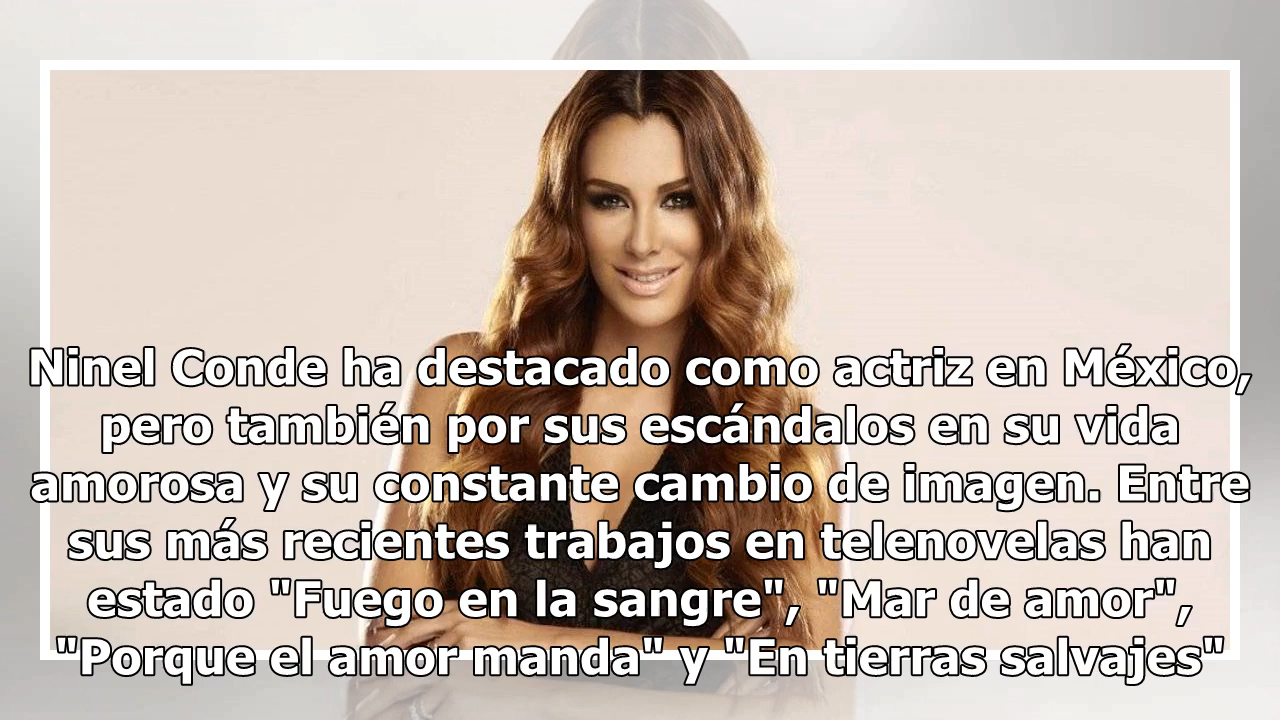 Ninel Conde ha destacado como actriz en México,
pero también por sus escándalos en su vida
amorosa y su constante cambio de imagen. Entre
sus más recientes trabajos en telenovelas han
estado "Fuego en la sangre", "Mar de amor",
"Porque el amor manda" y "En tierras salvajes"